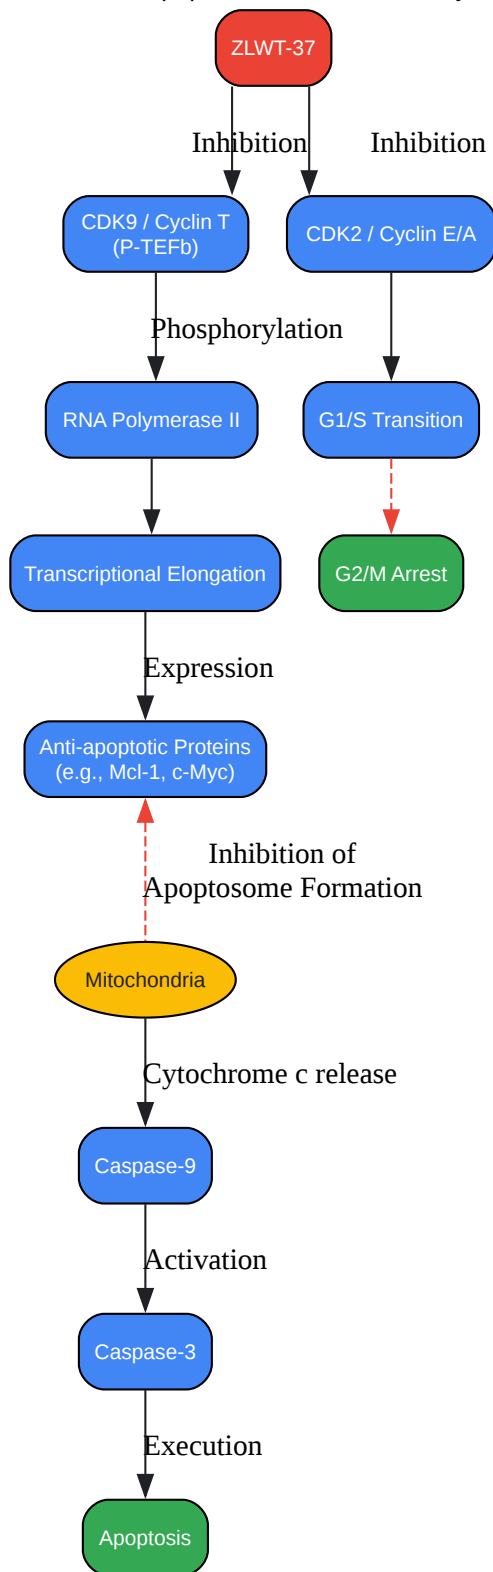 ZLWT-37
Inhibition
Inhibition
CDK9 / Cyclin T
(P-TEFb)
CDK2 / Cyclin E/A
Phosphorylation
RNA Polymerase II
G1/S Transition
Transcriptional Elongation
G2/M Arrest
Expression
Anti-apoptotic Proteins
(e.g., Mcl-1, c-Myc)
Inhibition of
Apoptosome Formation
Mitochondria
Cytochrome c release
Caspase-9
Activation
Caspase-3
Execution
Apoptosis